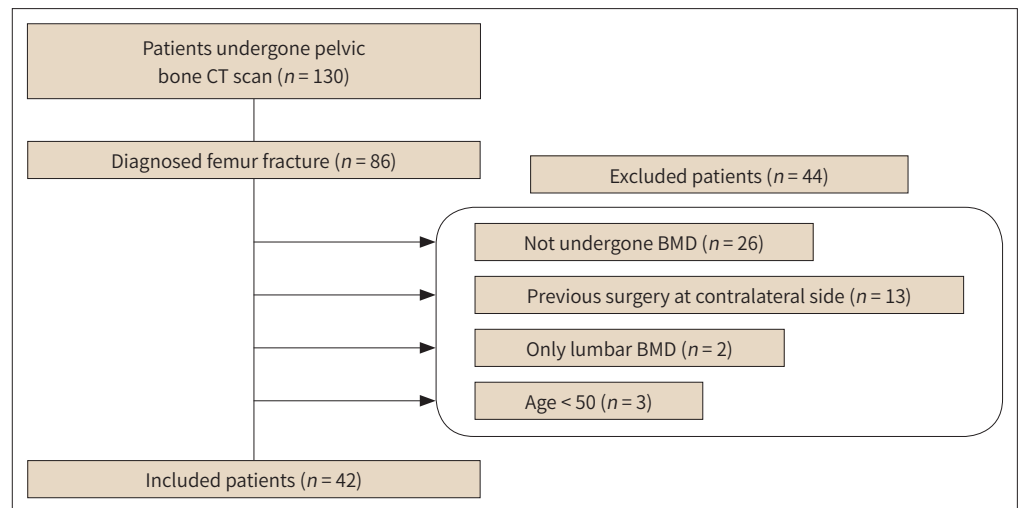 Patients undergone pelvic
bone CT scan (n = 130)
Diagnosed femur fracture (n = 86)
Excluded patients (n = 44)
Not undergone BMD (n = 26)
Previous surgery at contralateral side (n = 13)
Only lumbar BMD (n = 2)
Age < 50 (n = 3)
Included patients (n = 42)